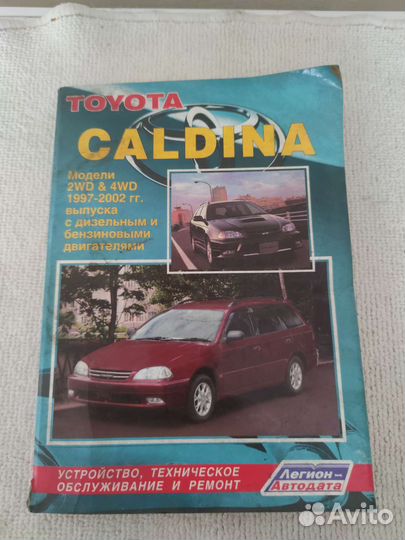 TOYOTA
CALDINA
Модели
2WD & 4WD
1997-2002 гг.
выпуска
с дизельным и
бензиновыми
двигателями
УСТРОЙСТВО, ТЕХНИЧЕСКОЕ
ОБСЛУЖИВАНИЕ И РЕМОНТ
Легион-
Автодата
Avito